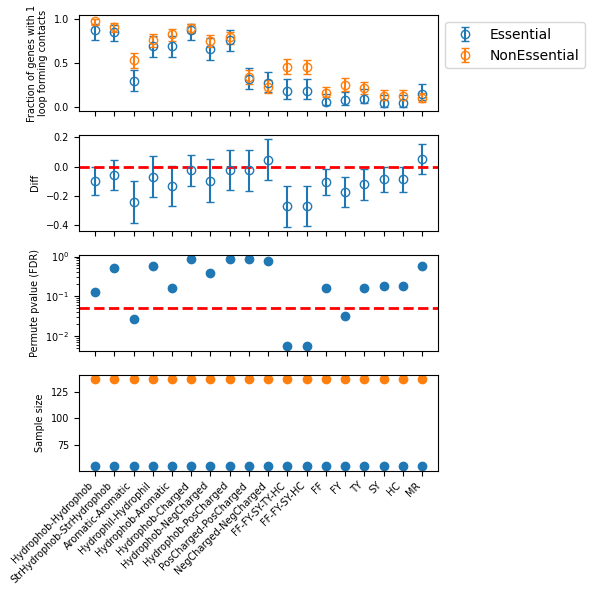 Fraction of genes with 1
loop forming contacts
1.0
0.5
0.0
Essential
NonEssential
Diff
0.2
0.0
−0.2
−0.4
Permute pvalue (FDR)
10⁰
10⁻¹
10⁻²
Sample size
125
100
75
Hydrophob-Hydrophob
StrHydrophob-StrHydrophob
Aromatic-Aromatic
Hydrophil-Hydrophil
Hydrophob-Aromatic
Hydrophob-Charged
Hydrophob-NegCharged
Hydrophob-PosCharged
PosCharged-PosCharged
NegCharged-NegCharged
FF-FY-SY-TY-HC
FF-FY-SY-HC
FF
FY
TY
SY
HC
MR